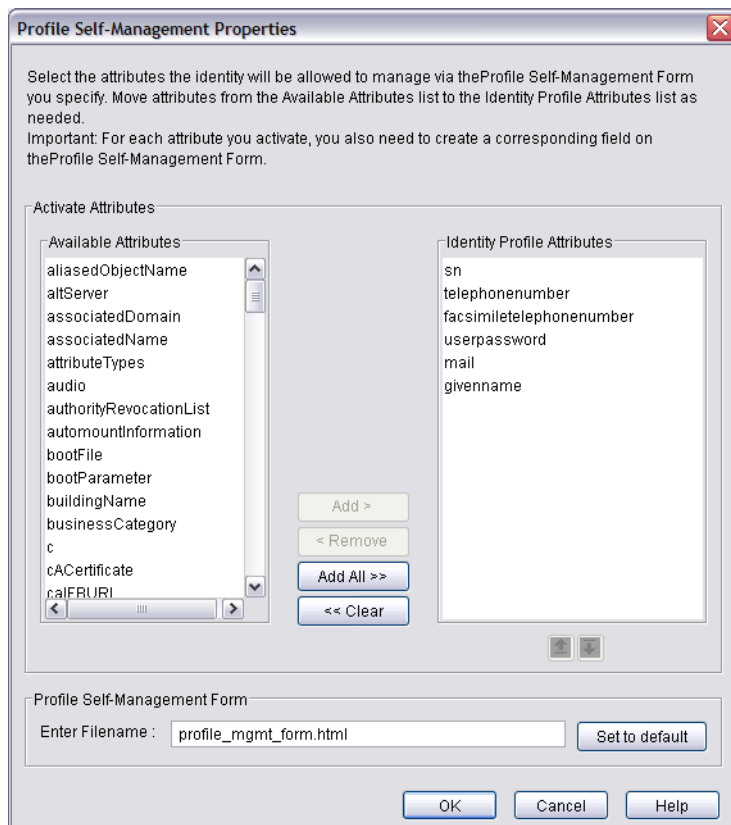 Profile Self-Management Properties
Select the attributes the identity will be allowed to manage via theProfile Self-Management Form
you specify. Move attributes from the Available Attributes list to the Identity Profile Attributes list as
needed.
Important: For each attribute you activate, you also need to create a corresponding field on
theProfile Self-Management Form.
Activate Attributes
Available Attributes
aliasedObjectName
altServer
associatedDomain
associatedName
attributeTypes
audio
authorityRevocationList
automountInformation
bootFile
bootParameter
buildingName
businessCategory
c
cACertificate
calFBURL
Add >
< Remove
Add All >>
<< Clear
Identity Profile Attributes
sn
telephonenumber
facsimiletelephonenumber
userpassword
mail
givenname
Profile Self-Management Form
Enter Filename :
profile_mgmt_form.html
Set to default
OK
Cancel
Help